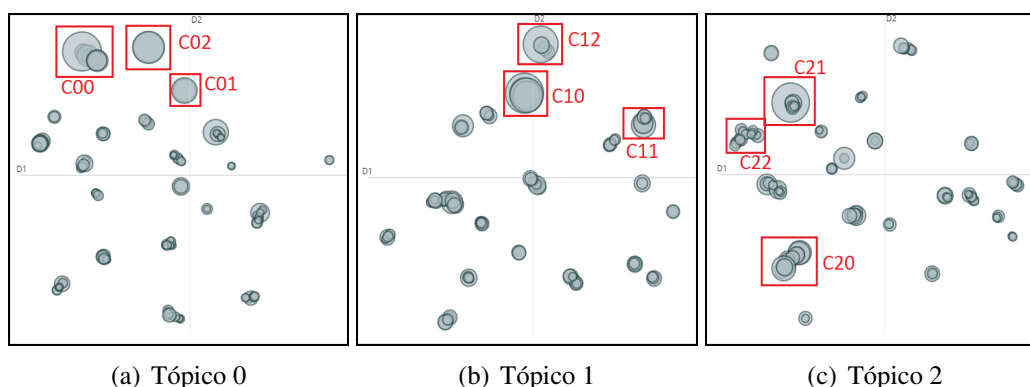 D2
C00
C02
C01
D1
(a) Tópico 0
D2
C12
C10
C11
D1
(b) Tópico 1
D2
C21
C22
D1
C20
(c) Tópico 2